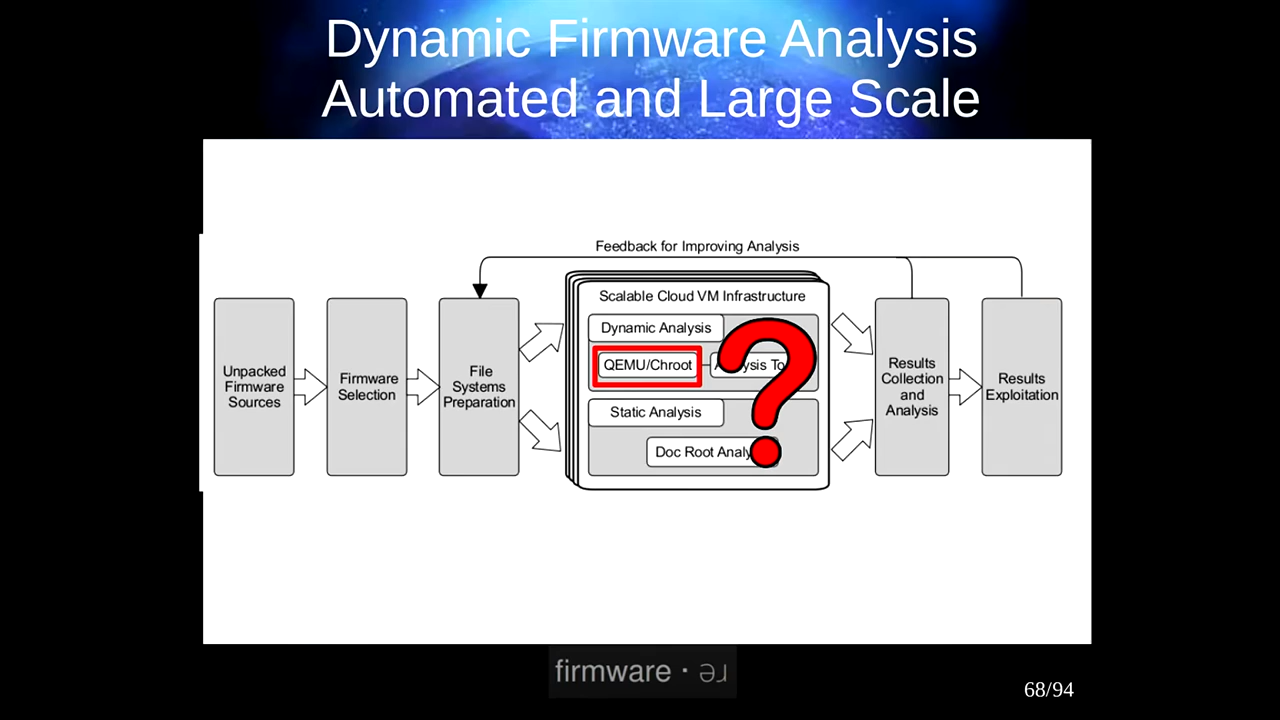 Dynamic Firmware Analysis
Automated and Large Scale
Feedback for Improving Analysis
Unpacked
Firmware
Sources
Firmware
Selection
File
Systems
Preparation
Scalable Cloud VM Infrastructure
Dynamic Analysis
QEMU/Chroot
Static Analysis
Doc Root
Results
Collection
and
Analysis
Results
Exploitation
firmware · ɘɿ
68/94